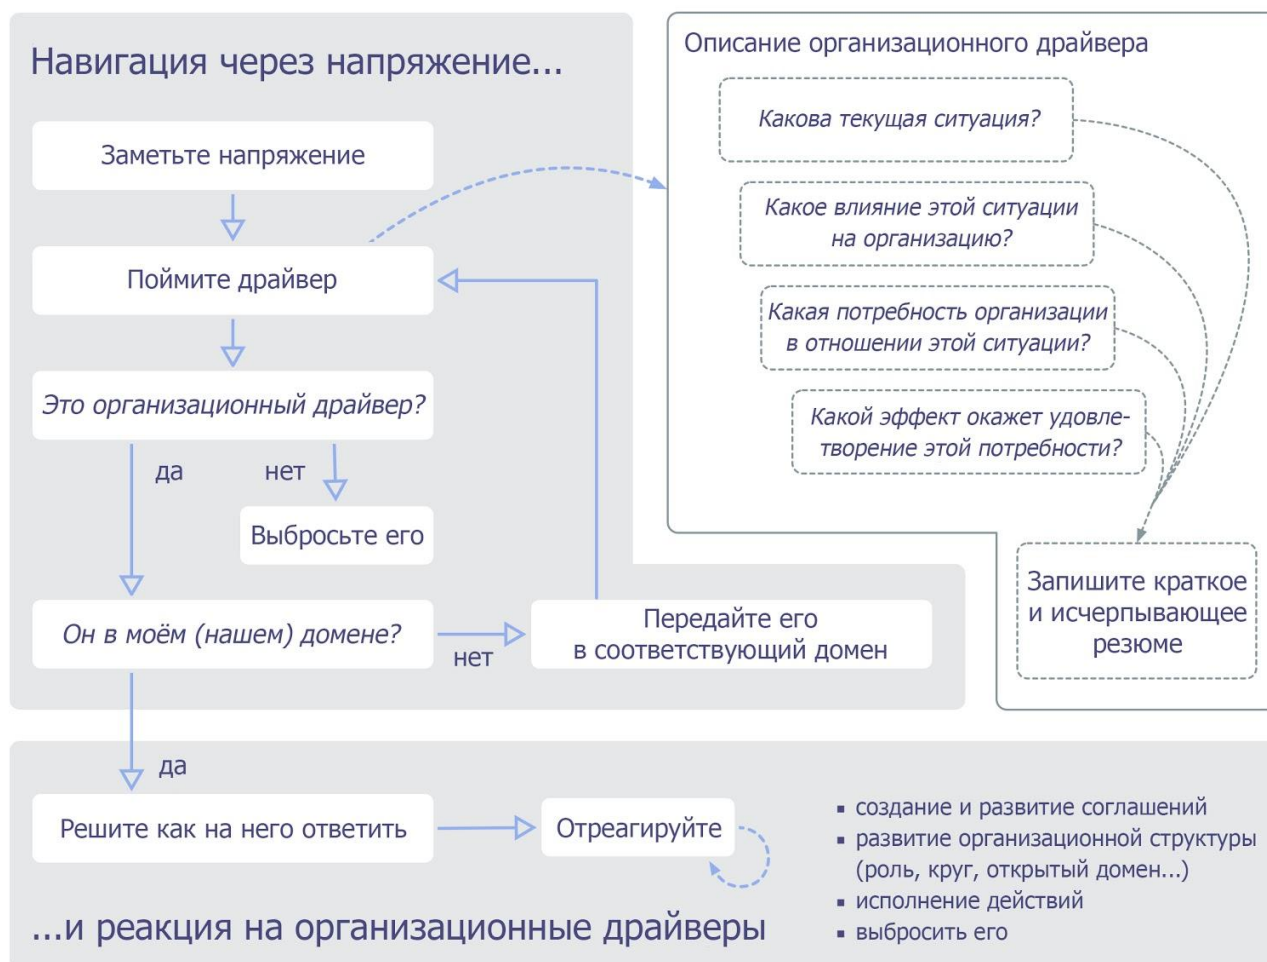 Навигация через напряжение...
Заметьте напряжение
Поймите драйвер
Это организационный драйвер?
да
нет
Выбросьте его
Он в моём (нашем) домене?
нет
Передайте его
в соответствующий домен
Описание организационного драйвера
Какова текущая ситуация?
Какое влияние этой ситуации
на организацию?
Какая потребность организации
в отношении этой ситуации?
Какой эффект окажет удовле-
творение этой потребности?
Запишите краткое
и исчерпывающее
резюме
да
Решите как на него ответить
Отреагируйте
▪ создание и развитие соглашений
▪ развитие организационной структуры
(роль, круг, открытый домен...)
▪ исполнение действий
▪ выбросить его
...и реакция на организационные драйверы